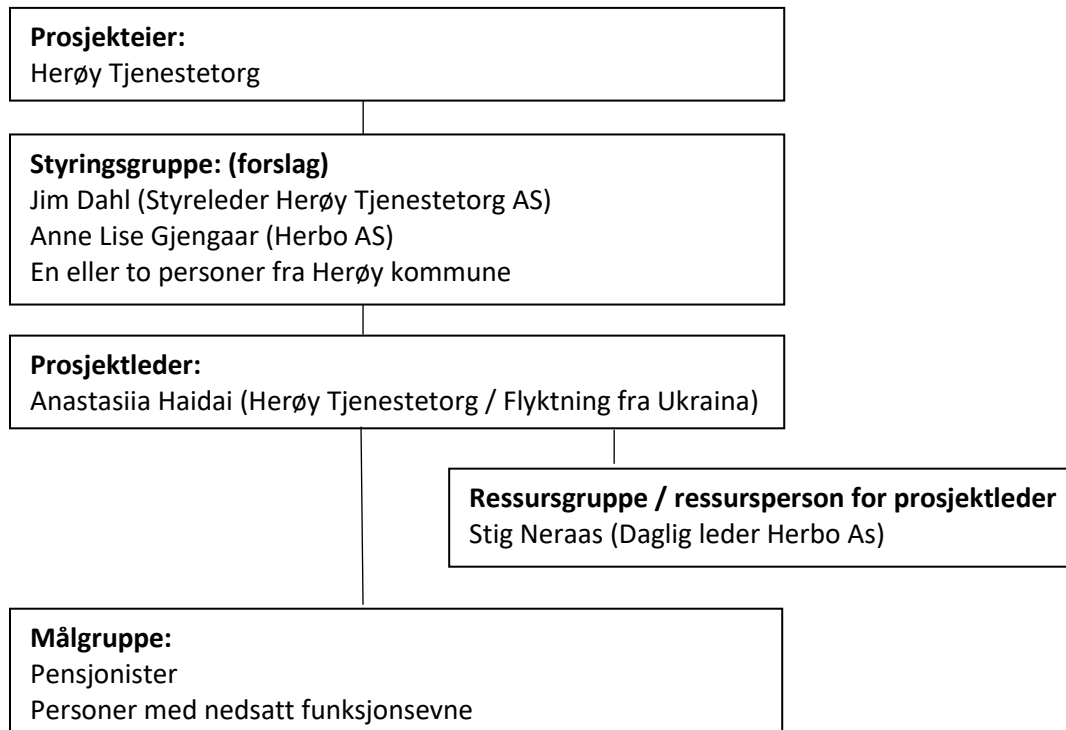 Prosjekteier:
Herøy Tjenestetorg
Styringsgruppe: (forslag)
Jim Dahl (Styreleder Herøy Tjenestetorg AS)
Anne Lise Gjengaar (Herbo AS)
En eller to personer fra Herøy kommune
Prosjektleder:
Anastasiia Haidai (Herøy Tjenestetorg / Flyktning fra Ukraina)
Ressursgruppe / ressursperson for prosjektleder
Stig Neraas (Daglig leder Herbo As)
Målgruppe:
Pensjonister
Personer med nedsatt funksjonsevne